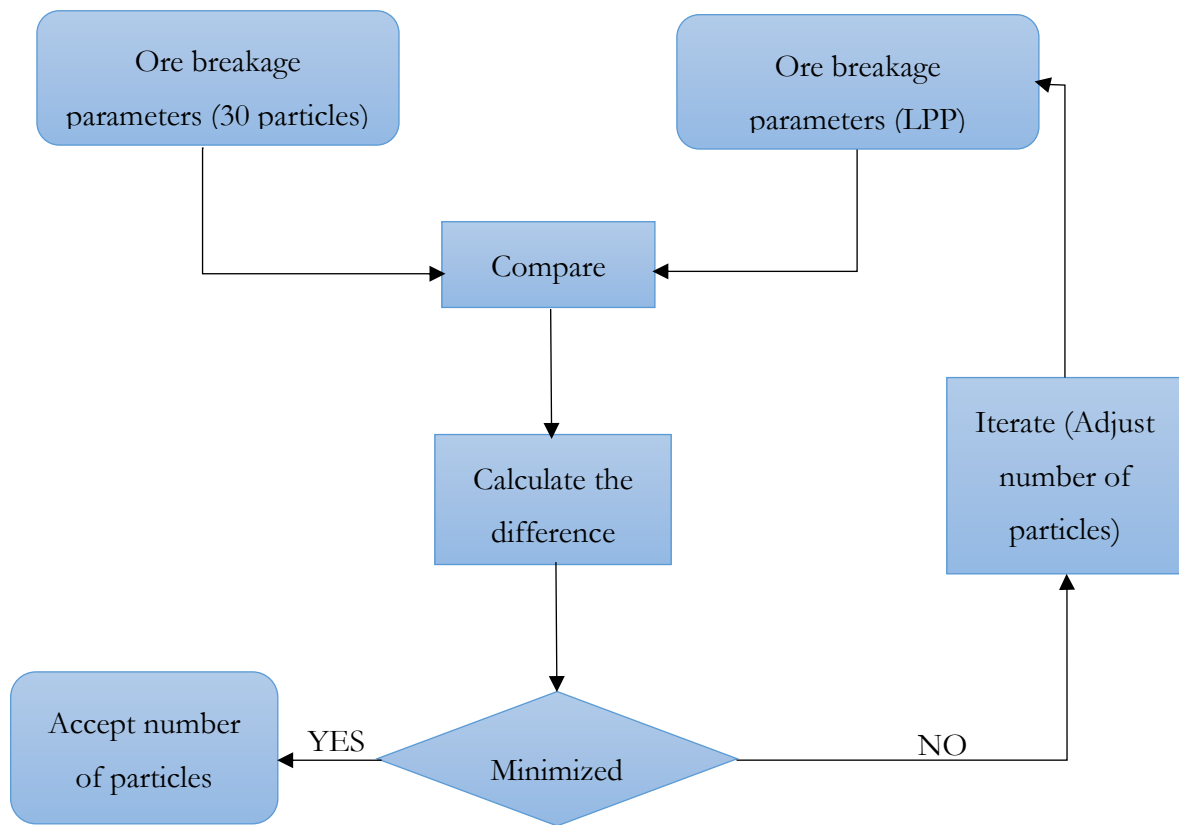 Ore breakage
parameters (30 particles)
Ore breakage
parameters (LPP)
Compare
Iterate (Adjust
number of
particles)
Calculate the
difference
Accept number
of particles
YES
Minimized
NO